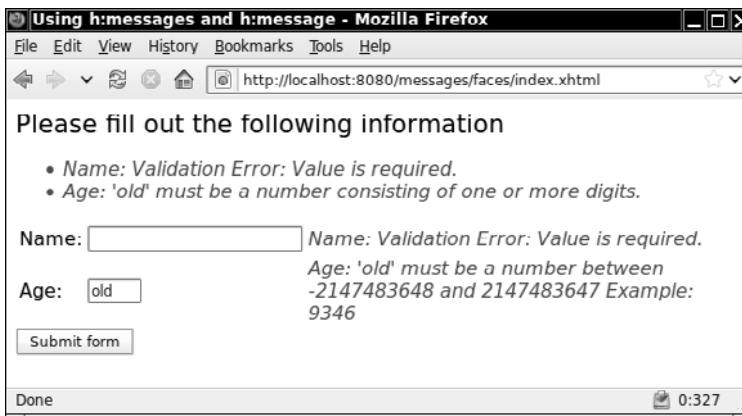 Using h:messages and h:message - Mozilla Firefox
File Edit View History Bookmarks Tools Help
http://localhost:8080/messages/faces/index.xhtml
Please fill out the following information
• Name: Validation Error: Value is required.
• Age: 'old' must be a number consisting of one or more digits.
Name: Name: Validation Error: Value is required.
Age: old Age: 'old' must be a number between
-2147483648 and 2147483647 Example:
9346
Submit form
Done 0:327